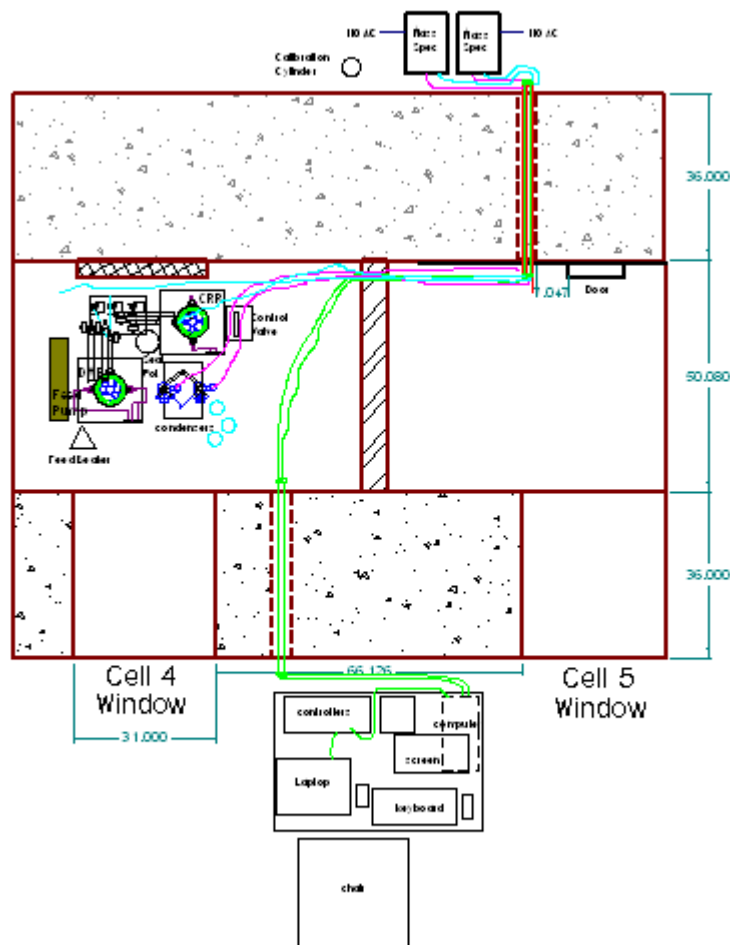 110 AC
Mass
Spec
Mass
Spec
110 AC
Calibration
Cylinder
36.000
7.047
Door
CRR
Control
Valve
DMR
Feed
Pump
condensers
Feed Beaker
50.080
36.000
66.126
Cell 4
Window
Cell 5
Window
31.000
controllers
computer
screen
Laptop
keyboard
chair